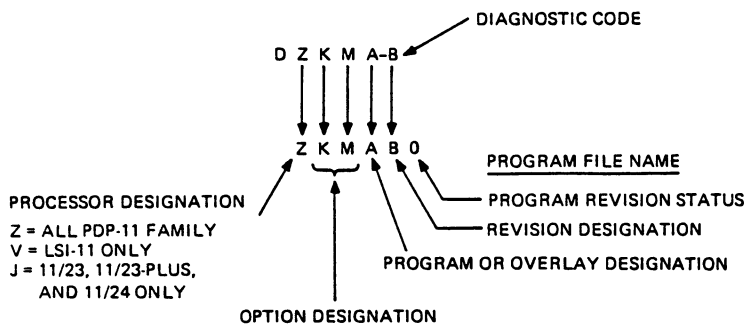 DIAGNOSTIC CODE
D Z K M A-B
Z K M A B 0
PROGRAM FILE NAME
PROCESSOR DESIGNATION
PROGRAM REVISION STATUS
Z = ALL PDP-11 FAMILY
REVISION DESIGNATION
V = LSI-11 ONLY
J = 11/23, 11/23-PLUS,
PROGRAM OR OVERLAY DESIGNATION
AND 11/24 ONLY
OPTION DESIGNATION